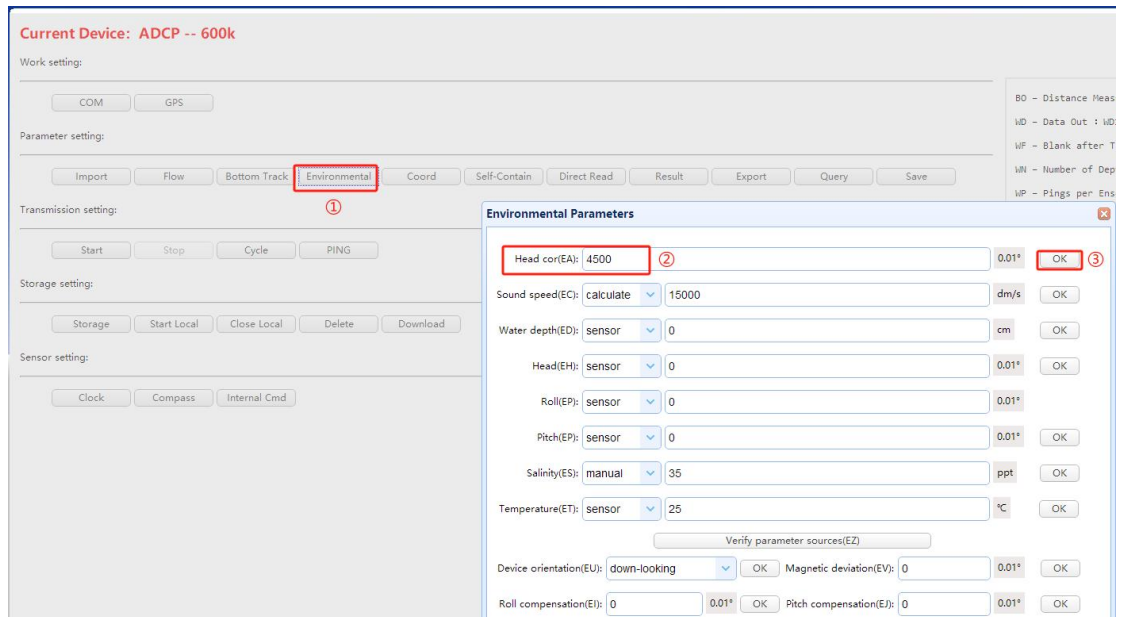 Current Device: ADCP -- 600k
Work setting:
COM GPS
Parameter setting:
Import Flow Bottom Track Environmental Coord Self-Contain Direct Read Result Export Query Save
①
Transmission setting:
Start Stop Cycle PING
Storage setting:
Storage Start Local Close Local Delete Download
Sensor setting:
Clock Compass Internal Cmd
BO - Distance Meas
WD - Data Out : WD
WF - Blank after T
WN - Number of Dep
WP - Pings per Ens
Environmental Parameters
Head cor(EA): 4500 ② 0.01° OK ③
Sound speed(EC): calculate 15000 dm/s OK
Water depth(ED): sensor 0 cm OK
Head(EH): sensor 0 0.01° OK
Roll(EP): sensor 0 0.01°
Pitch(EP): sensor 0 0.01° OK
Salinity(ES): manual 35 ppt OK
Temperature(ET): sensor 25 °C OK
Verify parameter sources(EZ)
Device orientation(EU): down-looking OK Magnetic deviation(EV): 0 0.01° OK
Roll compensation(EI): 0 0.01° OK Pitch compensation(EJ): 0 0.01° OK